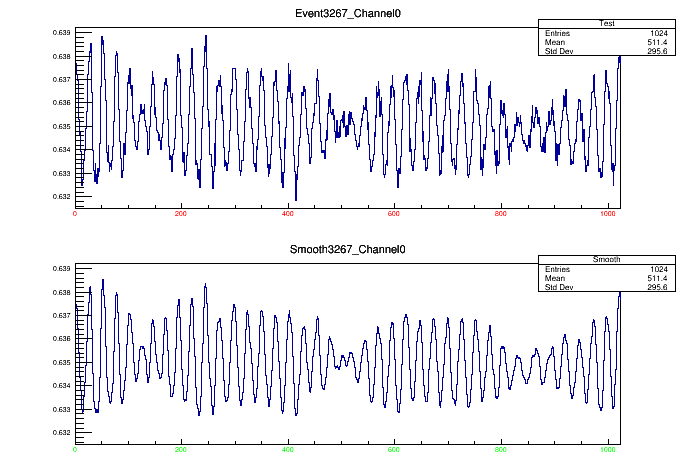 Event3267_Channel0
Test
Entries 1024
Mean 511.4
Std Dev 295.6
0.639
0.638
0.637
0.636
0.635
0.634
0.633
0.632
0 200 400 600 800 1000
Smooth3267_Channel0
Smooth
Entries 1024
Mean 511.4
Std Dev 295.6
0.639
0.638
0.637
0.636
0.635
0.634
0.633
0.632
0 200 400 600 800 1000